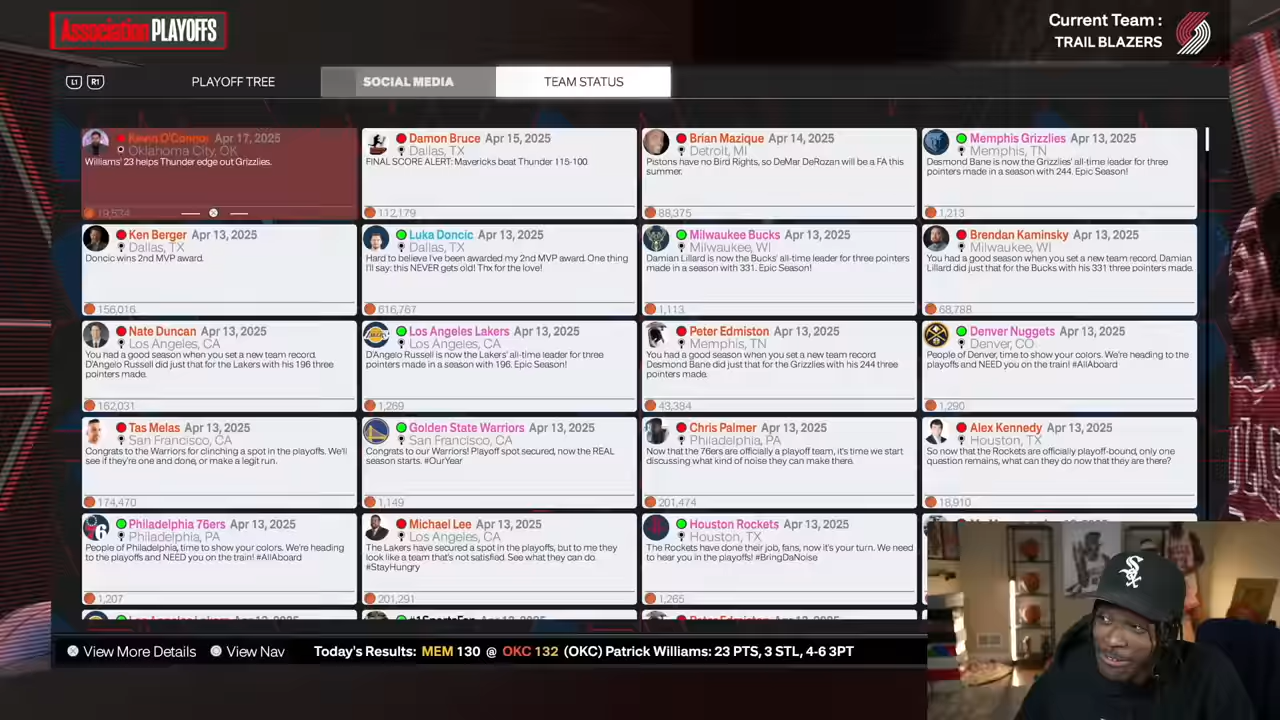 Association PLAYOFFS
Current Team :
TRAIL BLAZERS
L1 R1
PLAYOFF TREE
SOCIAL MEDIA
TEAM STATUS
Kevin O'Connor Apr 17, 2025
Oklahoma City, OK
Williams' 23 helps Thunder edge out Grizzlies.
19,534
Damon Bruce Apr 15, 2025
Dallas, TX
FINAL SCORE ALERT: Mavericks beat Thunder 115-100
112,179
Brian Mazique Apr 14, 2025
Detroit, MI
Pistons have no Bird Rights, so DeMar DeRozan will be a FA this
summer.
88,375
Memphis Grizzlies Apr 13, 2025
Memphis, TN
Desmond Bane is now the Grizzlies' all-time leader for three
pointers made in a season with 244. Epic Season!
1,213
Ken Berger Apr 13, 2025
Dallas, TX
Doncic wins 2nd MVP award.
156,016
Luka Doncic Apr 13, 2025
Dallas, TX
Hard to believe I've been awarded my 2nd MVP award. One thing
I'll say: this NEVER gets old! Thx for the love!
616,767
Milwaukee Bucks Apr 13, 2025
Milwaukee, WI
Damian Lillard is now the Bucks' all-time leader for three pointers
made in a season with 331. Epic Season!
1,113
Brendan Kaminsky Apr 13, 2025
Milwaukee, WI
You had a good season when you set a new team record. Damian
Lillard did just that for the Bucks with his 331 three pointers made.
68,788
Nate Duncan Apr 13, 2025
Los Angeles, CA
You had a good season when you set a new team record.
D'Angelo Russell did just that for the Lakers with his 196 three
pointers made.
162,031
Los Angeles Lakers Apr 13, 2025
Los Angeles, CA
D'Angelo Russell is now the Lakers' all-time leader for three
pointers made in a season with 196. Epic Season!
1,269
Peter Edmiston Apr 13, 2025
Memphis, TN
You had a good season when you set a new team record.
Desmond Bane did just that for the Grizzlies with his 244 three
pointers made.
43,384
Denver Nuggets Apr 13, 2025
Denver, CO
People of Denver, time to show your colors. We're heading to the
playoffs and NEED you on the train! #AllAboard
1,290
Tas Melas Apr 13, 2025
San Francisco, CA
Congrats to the Warriors for clinching a spot in the playoffs. We'll
see if they're one and done, or make a legit run.
174,470
Golden State Warriors Apr 13, 2025
San Francisco, CA
Congrats to our Warriors! Playoff spot secured, now the REAL
season starts. #OurYear
1,149
Chris Palmer Apr 13, 2025
Philadelphia, PA
Now that the 76ers are officially a playoff team, it's time we start
discussing what kind of noise they can make there.
201,474
Alex Kennedy Apr 13, 2025
Houston, TX
So now that the Rockets are officially playoff-bound, only one
question remains, what can they do now that they are there?
18,910
Philadelphia 76ers Apr 13, 2025
Philadelphia, PA
People of Philadelphia, time to show your colors. We're heading
to the playoffs and NEED you on the train! #AllAboard
1,207
Michael Lee Apr 13, 2025
Los Angeles, CA
The Lakers have secured a spot in the playoffs, but to me they
look like a team that's not satisfied. See what they can do.
#StayHungry
201,291
Houston Rockets Apr 13, 2025
Houston, TX
The Rockets have done their job, fans, now it's your turn. We need
to hear you in the playoffs! #BringDaNoise
1,265
View More Details
View Nav
Today's Results: MEM 130 @ OKC 132 (OKC) Patrick Williams: 23 PTS, 3 STL, 4-6 3PT